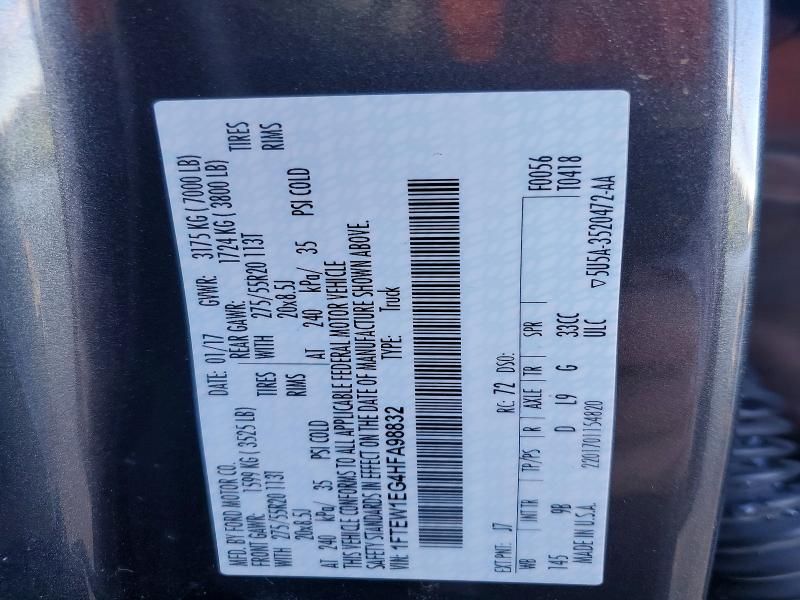 MFD. BY FORD MOTOR CO.
DATE: 01/17 GVWR: 3175 KG ( 7000 LB)
FRONT GAWR: 1599 KG ( 3525 LB) REAR GAWR: 1724 KG ( 3800 LB)
WITH 275/55R20 113T TIRES WITH 275/55R20 113T TIRES
20x8.5J RIMS 20x8.5J RIMS
AT 240 kPa/ 35 PSI COLD AT 240 kPa/ 35 PSI COLD
THIS VEHICLE CONFORMS TO ALL APPLICABLE FEDERAL MOTOR VEHICLE
SAFETY STANDARDS IN EFFECT ON THE DATE OF MANUFACTURE SHOWN ABOVE.
VIN: 1FTEW1EG4HFA98832 TYPE: Truck
F0056
EXT PNT: J7 RC: 72 DSO: T0418
WB INT TR TP/PS R AXLE TR SPR
145 9B D L9 G 33CC
ULC
MADE IN U.S.A. 2201701154820 ▽5U5A-3520472-AA